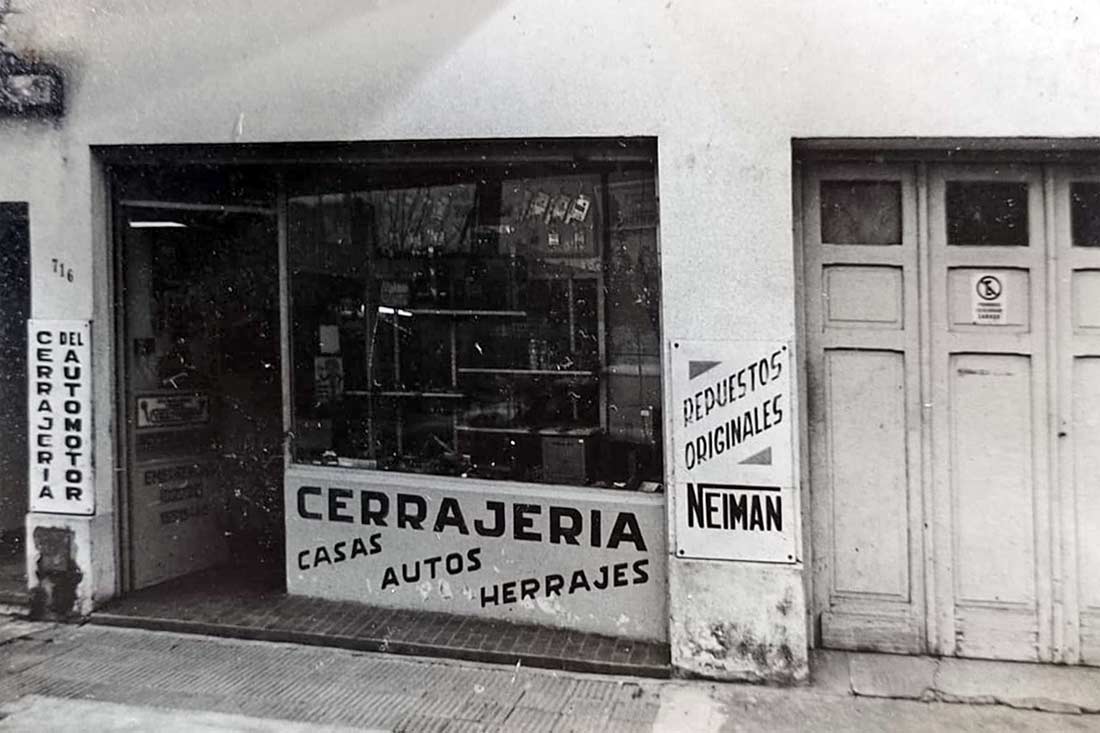 716
CERRAJERIA
DEL AUTOMOTOR
CERRAJERIA
CASAS
AUTOS
HERRAJES
REPUESTOS
ORIGINALES
NEIMAN